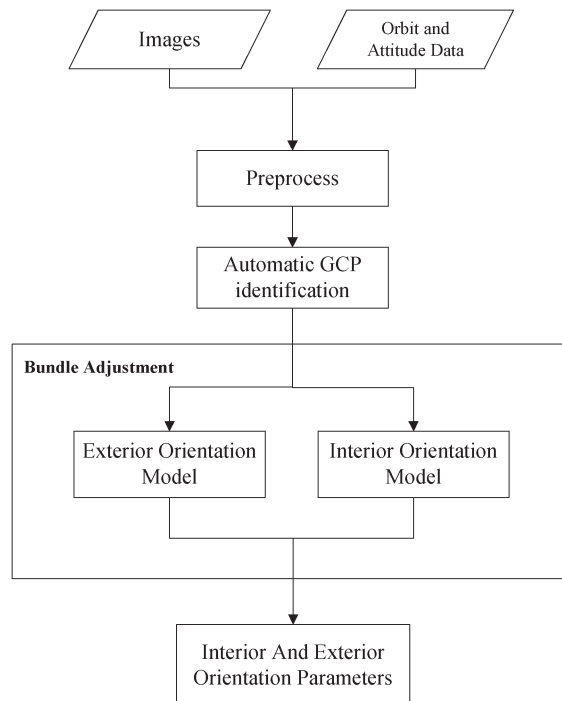 Images
Orbit and
Attitude Data
Preprocess
Automatic GCP
identification
Bundle Adjustment
Exterior Orientation
Model
Interior Orientation
Model
Interior And Exterior
Orientation Parameters